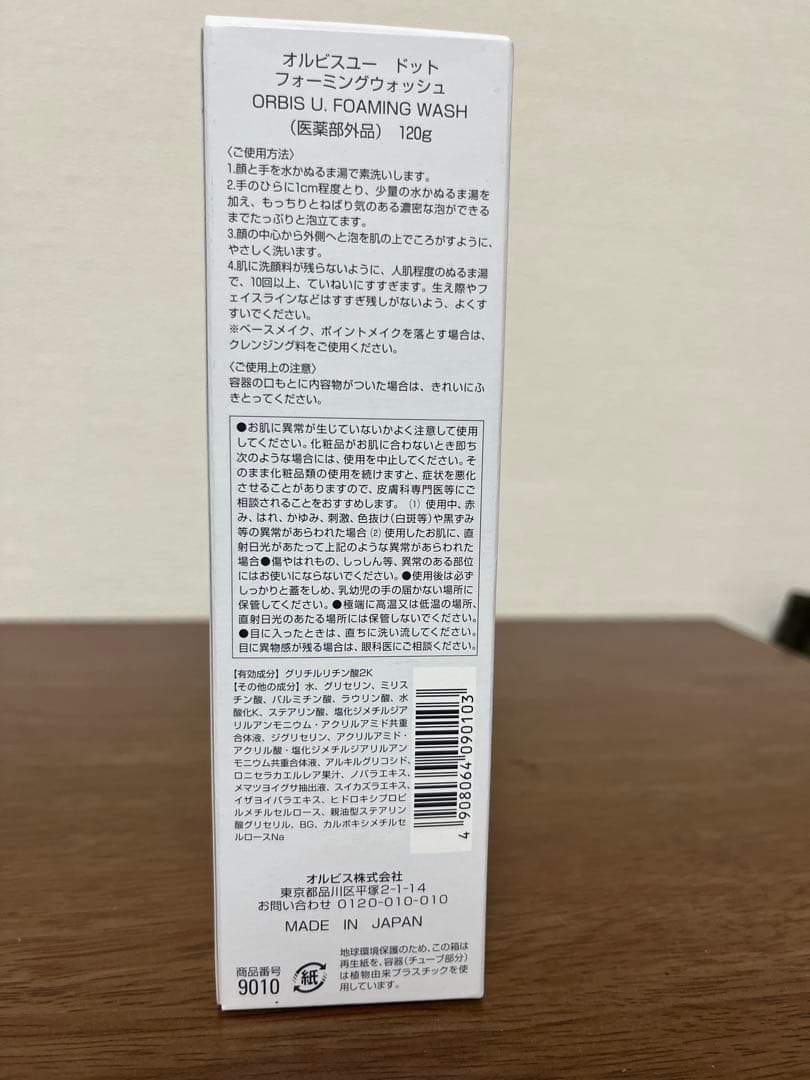 オルビスユー ドット
フォーミングウォッシュ
ORBIS U. FOAMING WASH
（医薬部外品） 120g
〈ご使用方法〉
1.顔と手を水かぬるま湯で素洗いします。
2.手のひらに1cm程度とり、少量の水かぬるま湯を
加え、もっちりとねばり気のある濃密な泡ができる
までたっぷりと泡立てます。
3.顔の中心から外側へと泡を肌の上でころがすように、
やさしく洗います。
4.肌に洗顔料が残らないように、人肌程度のぬるま湯
で、10回以上、ていねいにすすぎます。生え際やフ
ェイスラインなどはすすぎ残しがないよう、よくすす
いでください。
※ベースメイク、ポイントメイクを落とす場合は、
クレンジング料をご使用ください。
〈ご使用上の注意〉
容器の口もとに内容物がついた場合は、きれいにふ
きとってください。
●お肌に異常が生じていないかよく注意して使用
してください。化粧品がお肌に合わないとき即ち
次のような場合には、使用を中止してください。そ
のまま化粧品類の使用を続けますと、症状を悪化
させることがありますので、皮膚科専門医等にご
相談されることをおすすめします。 (1) 使用中、赤
み、はれ、かゆみ、刺激、色抜け(白斑等)や黒ずみ
等の異常があらわれた場合 (2) 使用したお肌に、直
射日光があたって上記のような異常があらわれた
場合●傷やはれもの、しっしん等、異常のある部位
にはお使いにならないでください。●使用後は必ず
しっかりと蓋をしめ、乳幼児の手の届かない場所に
保管してください。●極端に高温又は低温の場所、
直射日光のあたる場所には保管しないでください。
●目に入ったときは、直ちに洗い流してください。
目に異物感が残る場合は、眼科医にご相談ください。
【有効成分】グリチルリチン酸2K
【その他の成分】水、グリセリン、ミリス
チン酸、パルミチン酸、ラウリン酸、水
酸化K、ステアリン酸、塩化ジメチルジア
リルアンモニウム・アクリルアミド共重
合体液、ジグリセリン、アクリルアミド・
アクリル酸・塩化ジメチルジアリルアン
モニウム共重合体液、アルキルグリコシド、
ロニセラカエルレア果汁、ノバラエキス、
メマツヨイグサ抽出液、スイカズラエキス、
イザヨイバラエキス、ヒドロキシプロピ
ルメチルセルロース、親油型ステアリン
酸グリセリル、BG、カルボキシメチルセ
ルロースNa
4 908064 090103
オルビス株式会社
東京都品川区平塚2-1-14
お問い合わせ 0120-010-010
MADE IN JAPAN
商品番号
9010
紙
地球環境保護のため、この箱は
再生紙を、容器（チューブ部分）
は植物由来プラスチックを使
用しています。